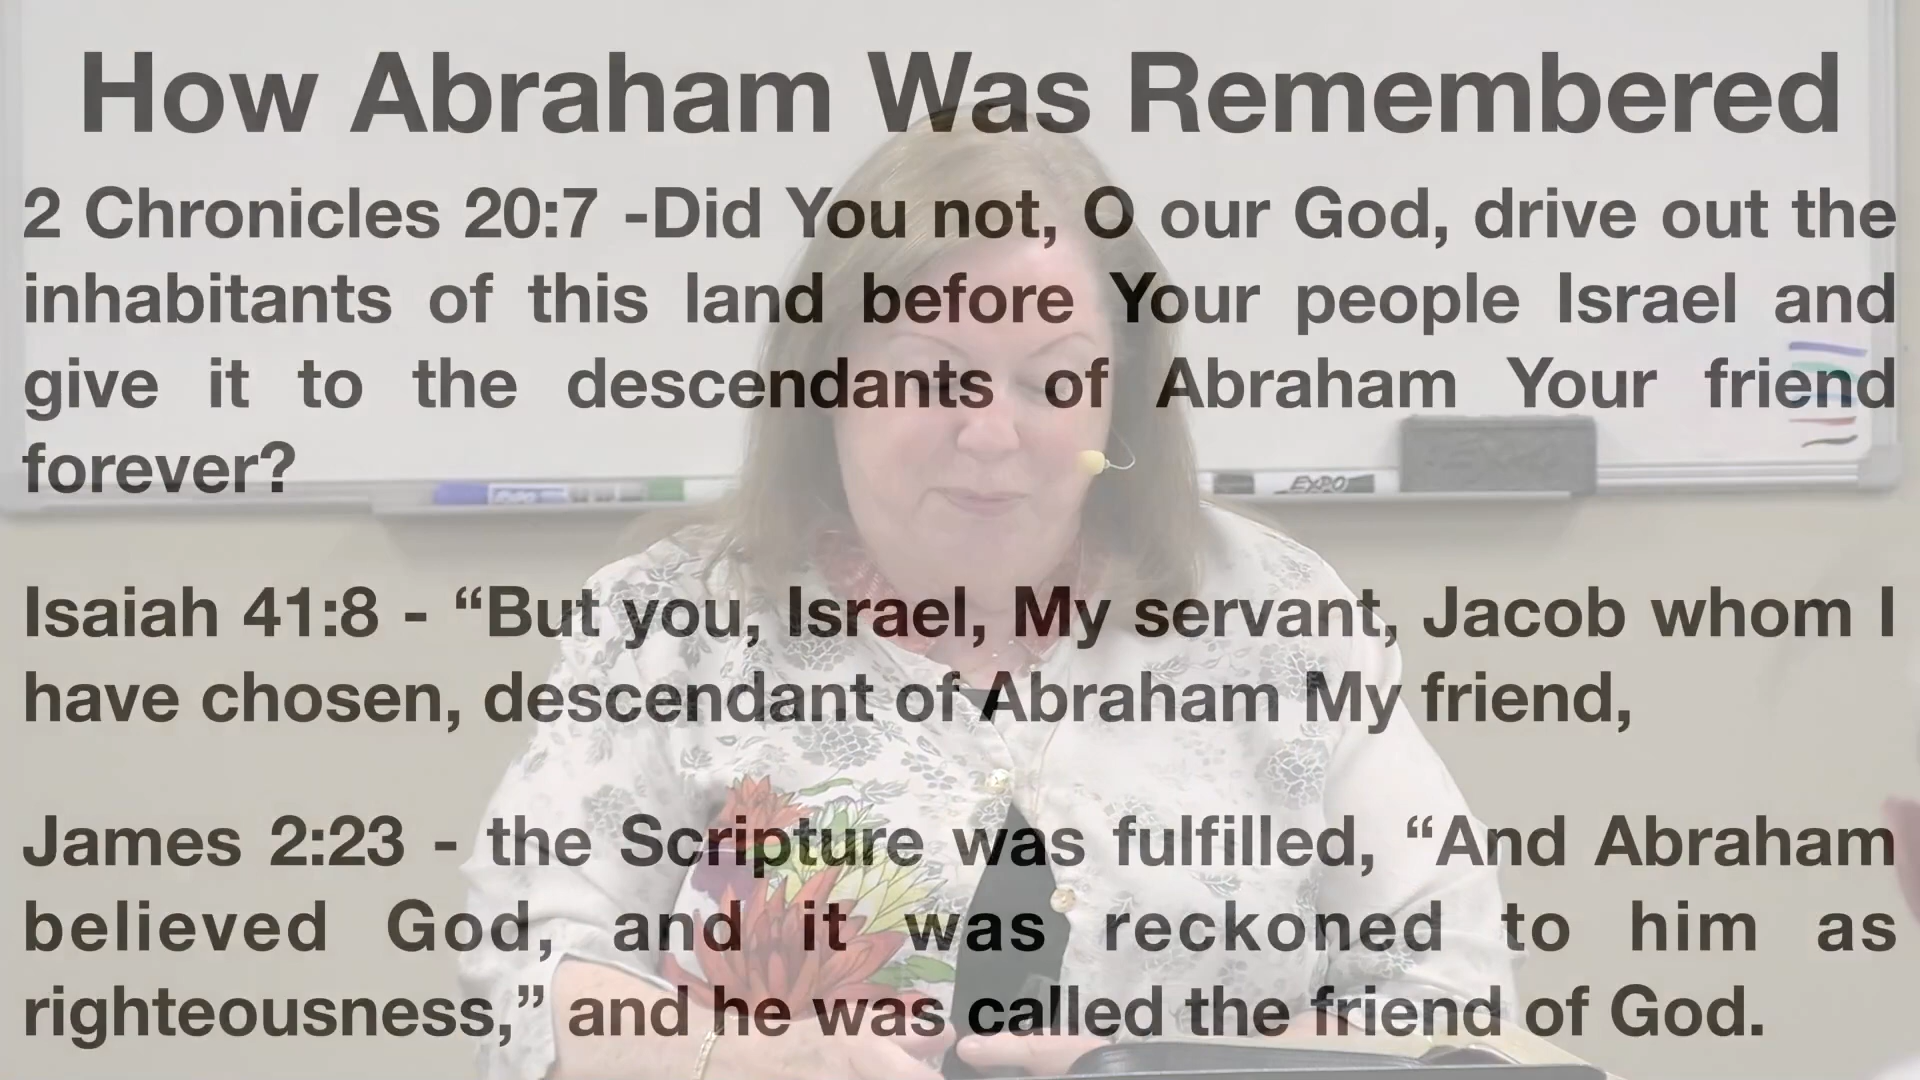 How Abraham Was Remembered
2 Chronicles 20:7 -Did You not, O our God, drive out the
inhabitants of this land before Your people Israel and
give it to the descendants of Abraham Your friend
forever?
EXPO
EXPO
EXPO
Isaiah 41:8 - “But you, Israel, My servant, Jacob whom I
have chosen, descendant of Abraham My friend,
James 2:23 - the Scripture was fulfilled, “And Abraham
believed God, and it was reckoned to him as
righteousness,” and he was called the friend of God.